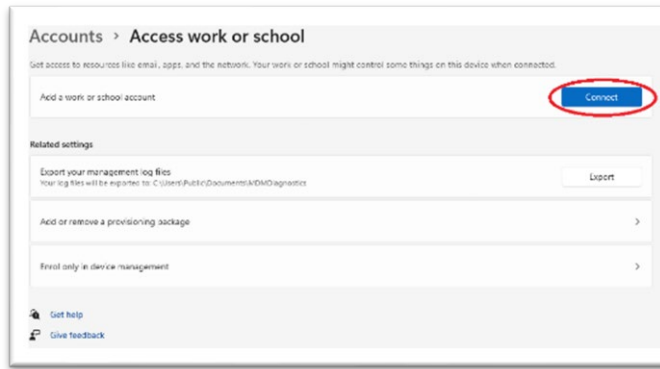 Accounts > Access work or school
Get access to resources like email, apps, and the network. Your work or school might control some things on this device when connected.
Add a work or school account
Connect
Related settings
Export your management log files
Your log files will be exported to: C:\Users\Public\Documents\MDMDiagnostics
Export
Add or remove a provisioning package
Enrol only in device management
Get help
Give feedback